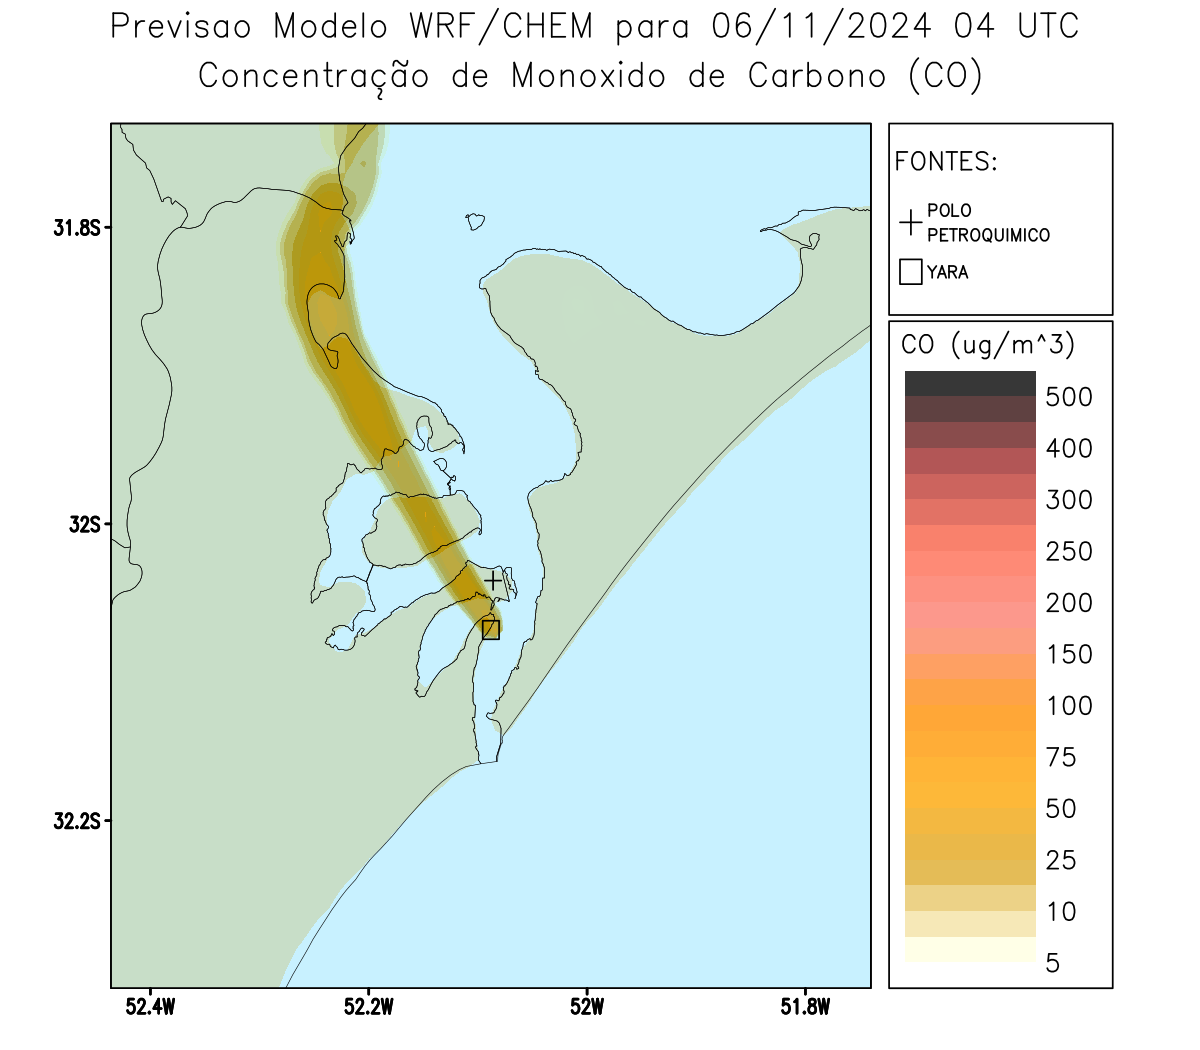 Previsao Modelo WRF/CHEM para 06/11/2024 04 UTC
Concentração de Monoxido de Carbono (CO)
FONTES:
POLO
PETROQUIMICO
YARA
CO (ug/m^3)
500
400
300
250
200
150
100
75
50
25
10
5
31.8S
32S
32.2S
52.4W
52.2W
52W
51.8W